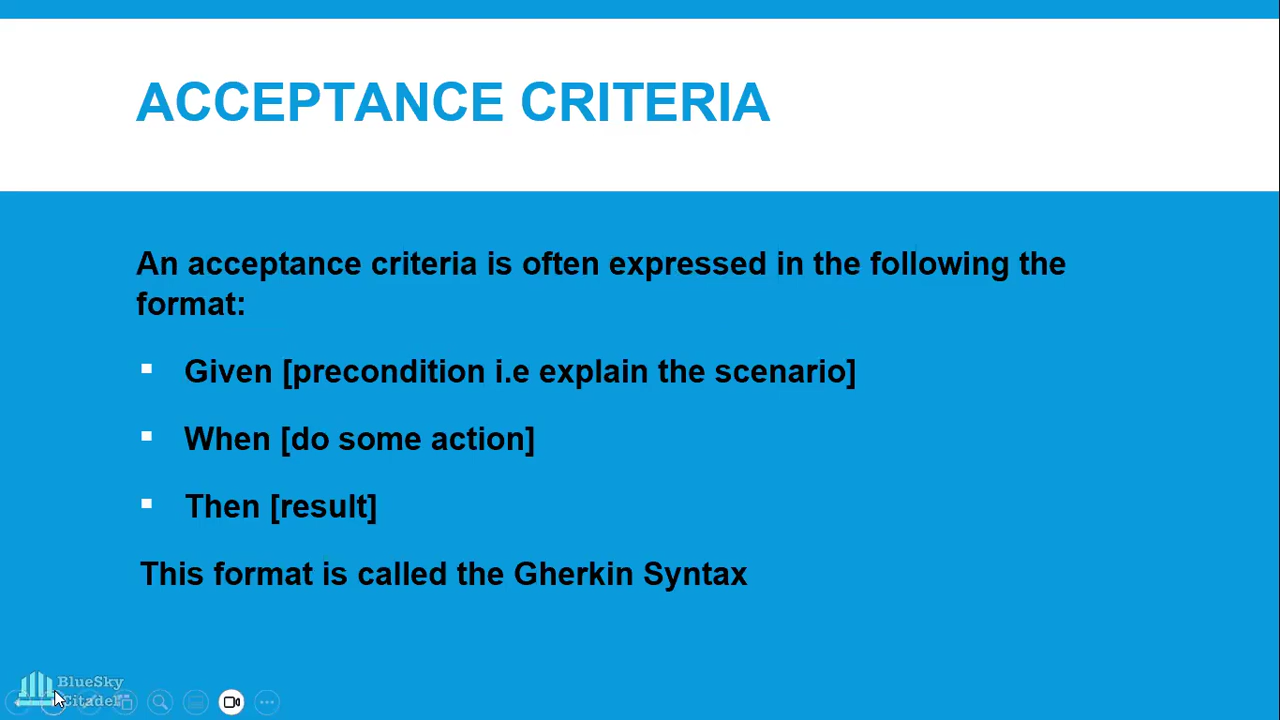 ACCEPTANCE CRITERIA
An acceptance criteria is often expressed in the following the
format:
Given [precondition i.e explain the scenario]
When [do some action]
Then [result]
This format is called the Gherkin Syntax
BlueSky
Citadel